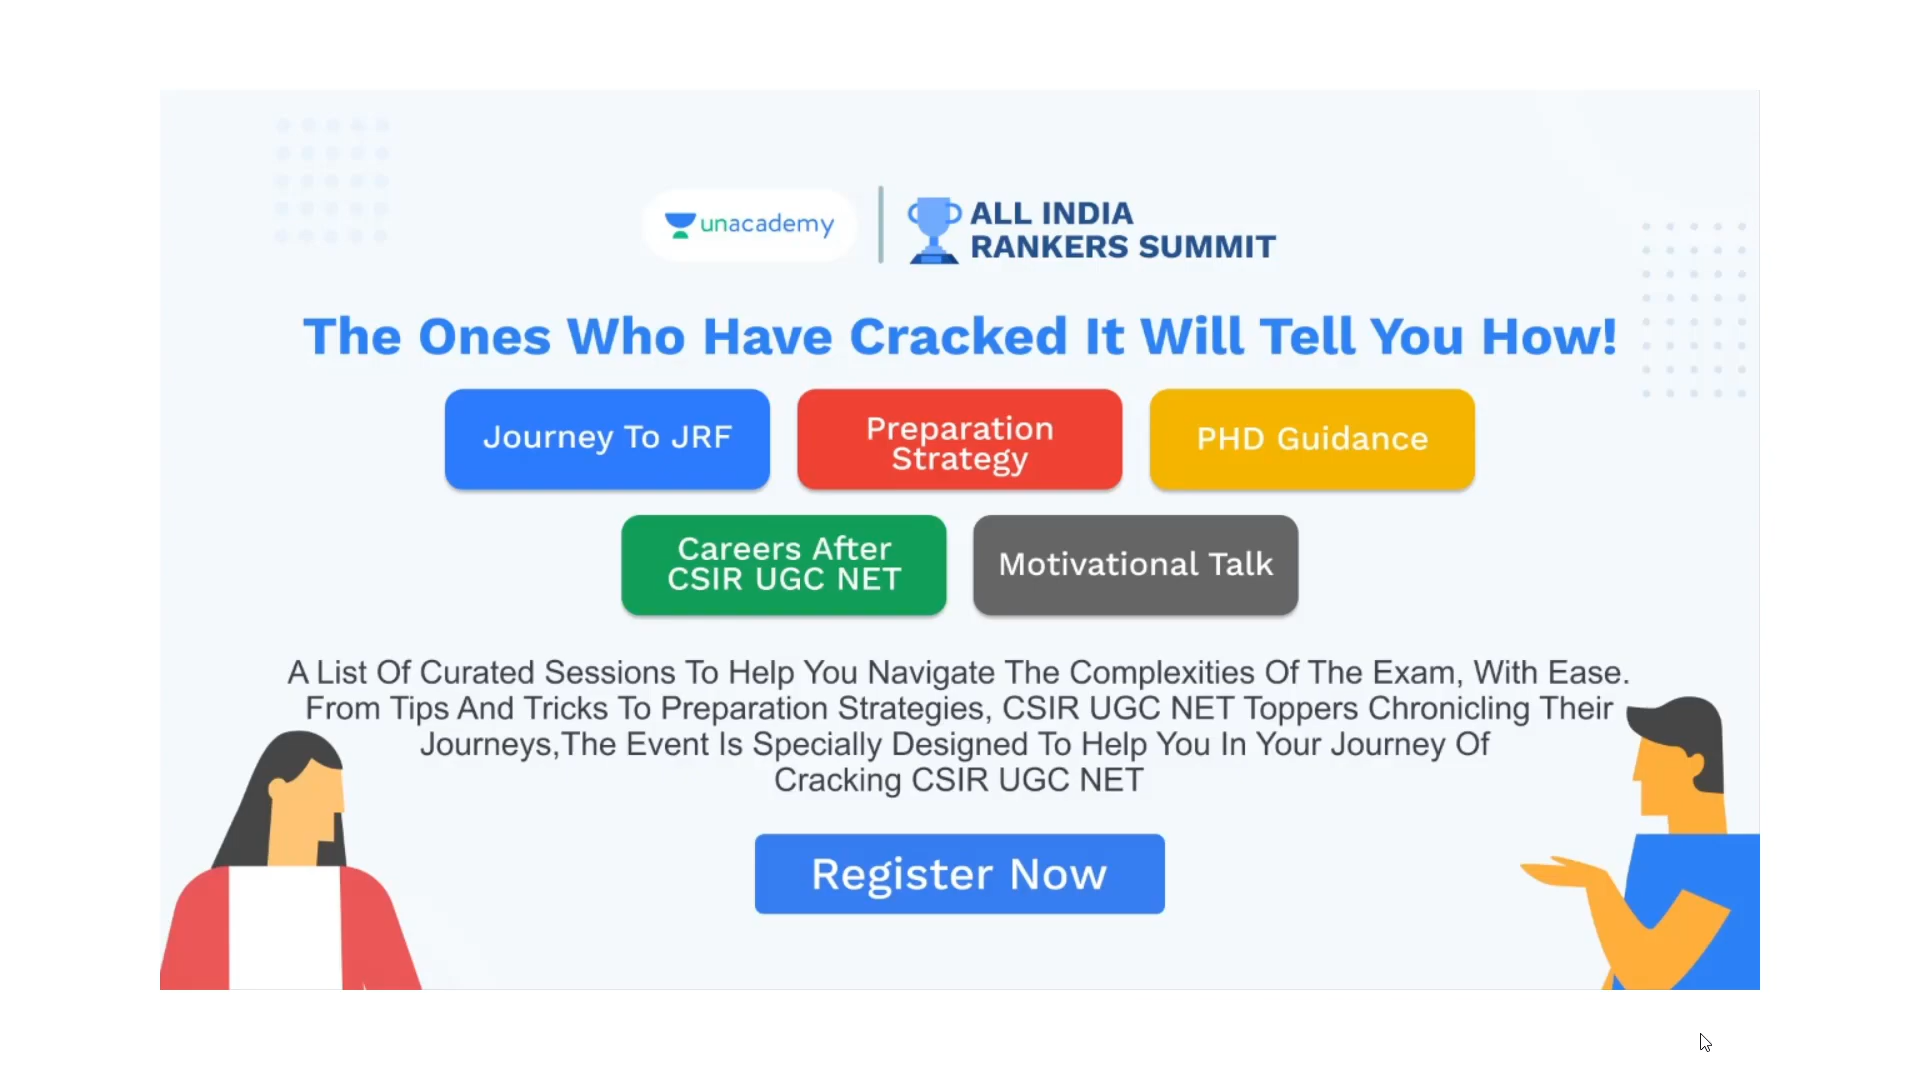 unacademy
ALL INDIA
RANKERS SUMMIT
The Ones Who Have Cracked It Will Tell You How!
Journey To JRF
Preparation
Strategy
PHD Guidance
Careers After
CSIR UGC NET
Motivational Talk
A List Of Curated Sessions To Help You Navigate The Complexities Of The Exam, With Ease.
From Tips And Tricks To Preparation Strategies, CSIR UGC NET Toppers Chronicling Their
Journeys,The Event Is Specially Designed To Help You In Your Journey Of
Cracking CSIR UGC NET
Register Now